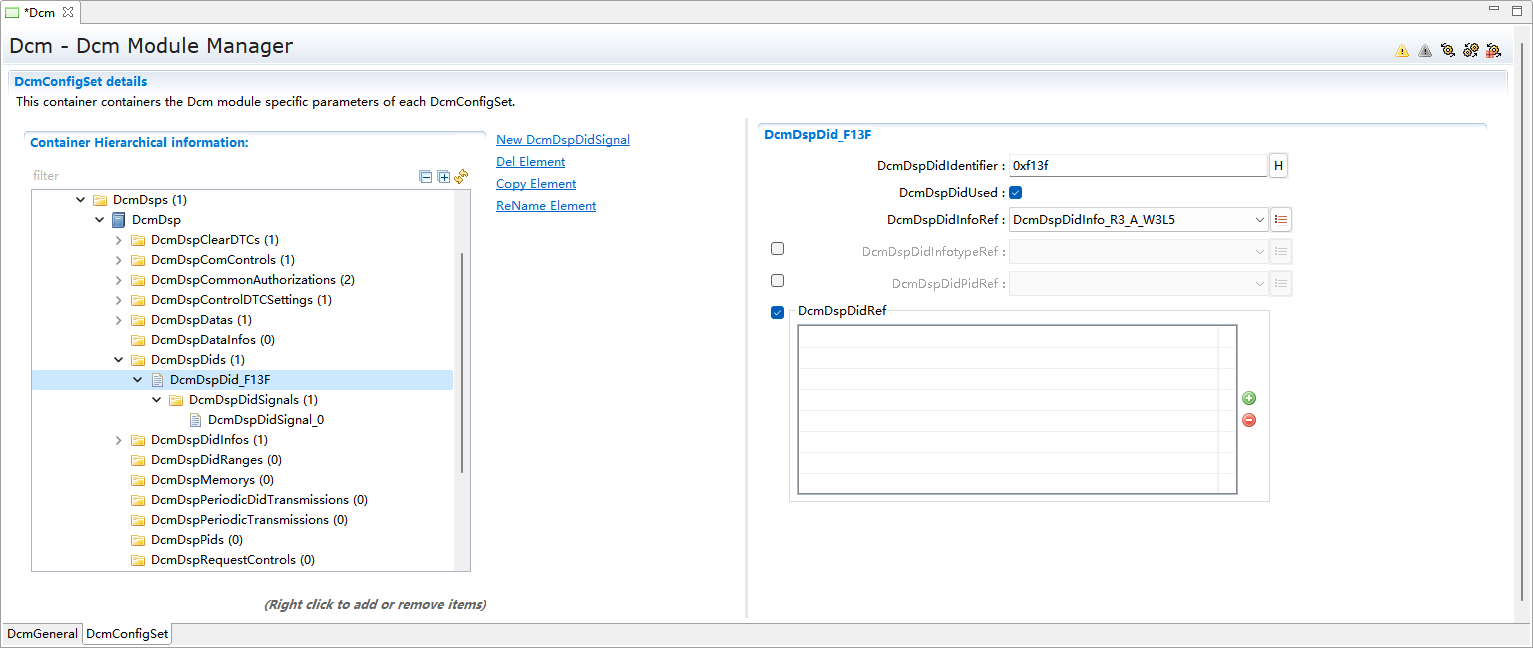 *Dcm
Dcm - Dcm Module Manager
DcmConfigSet details
This container containers the Dcm module specific parameters of each DcmConfigSet.
Container Hierarchical information:
filter
DcmDsps (1)
DcmDsp
DcmDspClearDTCs (1)
DcmDspComControls (1)
DcmDspCommonAuthorizations (2)
DcmDspControlDTCSettings (1)
DcmDspDatas (1)
DcmDspDataInfos (0)
DcmDspDids (1)
DcmDspDid_F13F
DcmDspDidSignals (1)
DcmDspDidSignal_0
DcmDspDidInfos (1)
DcmDspDidRanges (0)
DcmDspMemorys (0)
DcmDspPeriodicDidTransmissions (0)
DcmDspPeriodicTransmissions (0)
DcmDspPids (0)
DcmDspRequestControls (0)
(Right click to add or remove items)
New DcmDspDidSignal
Del Element
Copy Element
ReName Element
DcmDspDid_F13F
DcmDspDidIdentifier : 0xf13f H
DcmDspDidUsed :
DcmDspDidInfoRef : DcmDspDidInfo_R3_A_W3L5
DcmDspDidInfotypeRef :
DcmDspDidPidRef :
DcmDspDidRef
DcmGeneral DcmConfigSet